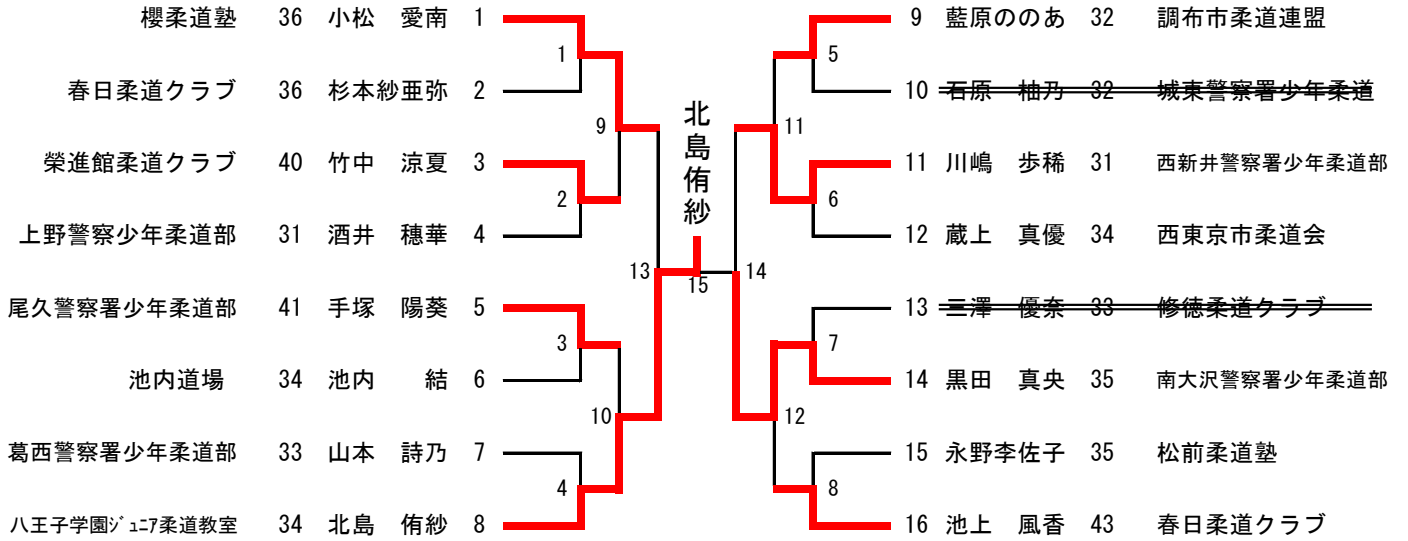 櫻柔道塾 36 小松 愛南 1
春日柔道クラブ 36 杉本紗亜弥 2
榮進館柔道クラブ 40 竹中 涼夏 3
上野警察少年柔道部 31 酒井 穗華 4
尾久警察署少年柔道部 41 手塚 陽葵 5
池内道場 34 池内 結 6
葛西警察署少年柔道部 33 山本 詩乃 7
八王子学園ジュニア柔道教室 34 北島 侑紗 8
1
2
3
4
9
10
13
北島侑紗
15
14
11
12
5
6
7
8
9 藍原ののあ 32 調布市柔道連盟
10 石原 柚乃 32 城東警察署少年柔道
11 川嶋 歩稀 31 西新井警察署少年柔道部
12 蔵上 真優 34 西東京市柔道会
13 三澤 優奈 33 修徳柔道クラブ
14 黒田 真央 35 南大沢警察署少年柔道部
15 永野李佐子 35 松前柔道塾
16 池上 風香 43 春日柔道クラブ